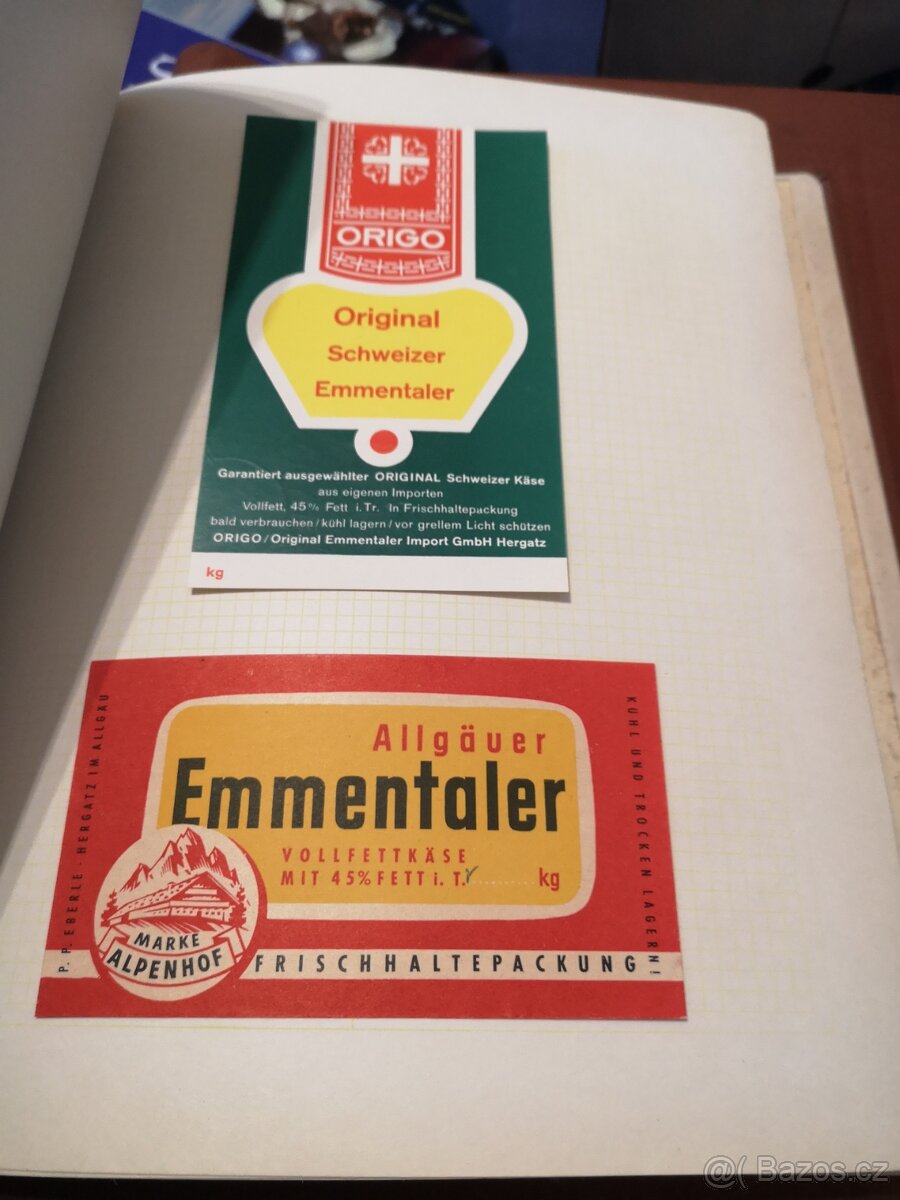 ORIGO
Original
Schweizer
Emmentaler
Garantiert ausgewählter ORIGINAL Schweizer Käse
aus eigenen Importen
Vollfett, 45% Fett i.Tr. In Frischhaltepackung
bald verbrauchen/kühl lagern/vor grellem Licht schützen
ORIGO/Original Emmentaler Import GmbH Hergatz
kg
P. P. EBERLE - HERGATZ IM ALLGÄU
Allgäuer
Emmentaler
VOLLFETTKÄSE
MIT 45% FETT i. T. kg
MARKE
ALPENHOF
FRISCHHALTEPACKUNG
KÜHL UND TROCKEN LAGERN!
@( Bazos.cz